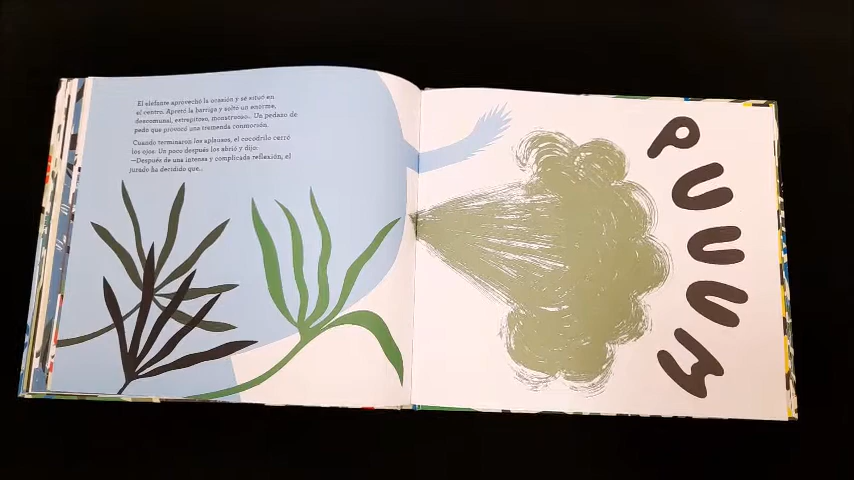 El elefante aprovechó la ocasión y se situó en
el centro. Apretó la barriga y soltó un enorme,
descomunal, estrepitoso, monstruoso... Un pedazo de
pedo que provocó una tremenda conmoción.
Cuando terminaron los aplausos, el cocodrilo cerró
los ojos. Un poco después los abrió y dijo:
—Después de una intensa y complicada reflexión, el
jurado ha decidido que...
PUUUM